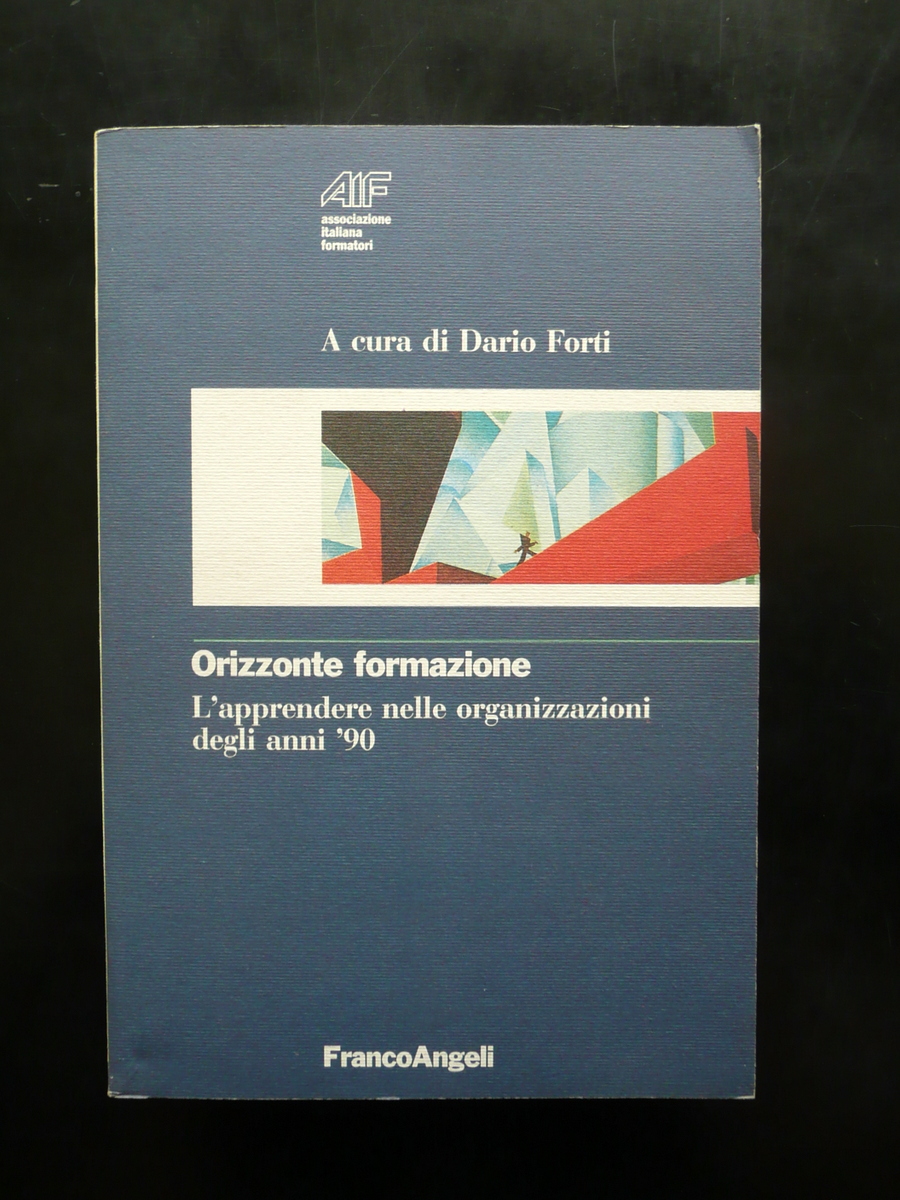 AIF
associazione
italiana
formatori
A cura di Dario Forti
Orizzonte formazione
L'apprendere nelle organizzazioni
degli anni '90
FrancoAngeli